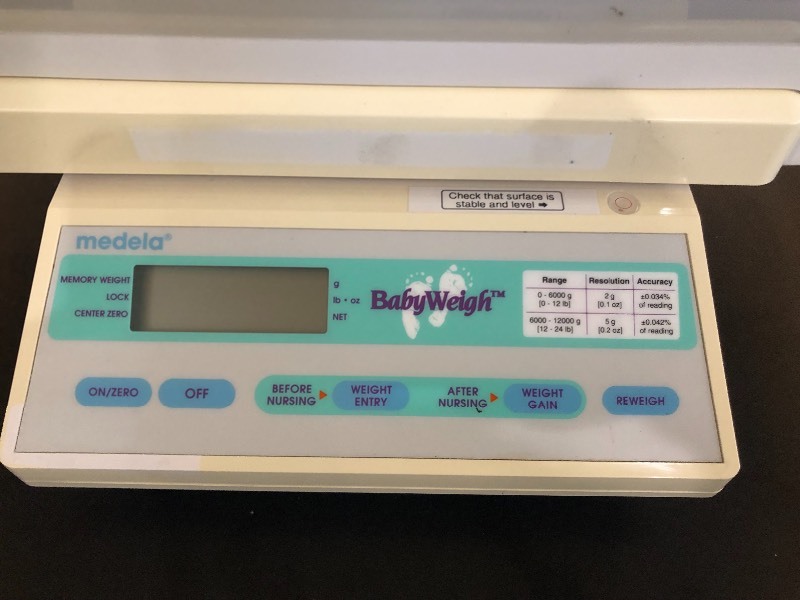 Check that surface is
stable and level ➡
medela®
MEMORY WEIGHT
LOCK
CENTER ZERO
g
lb • oz
NET
BabyWeigh™
Range Resolution Accuracy
0 - 6000 g 2 g ±0.034%
[0 - 12 lb] [0.1 oz] of reading
6000 - 12000 g 5 g ±0.042%
[12 - 24 lb] [0.2 oz] of reading
ON/ZERO
OFF
BEFORE
NURSING
WEIGHT
ENTRY
AFTER
NURSING
WEIGHT
GAIN
REWEIGH